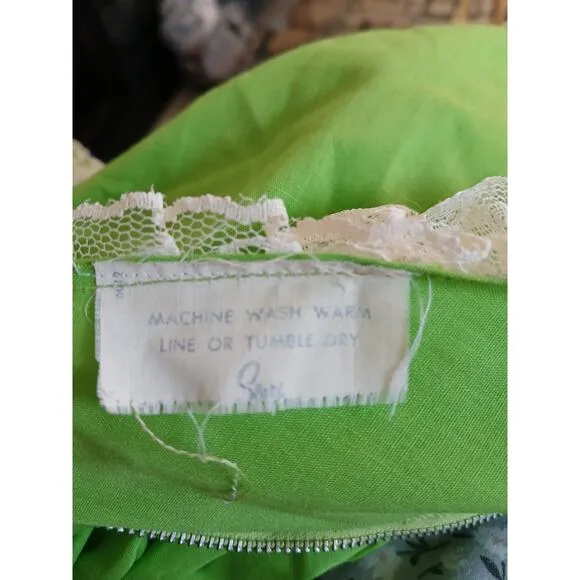 MACHINE WASH WARM
LINE OR TUMBLE DRY